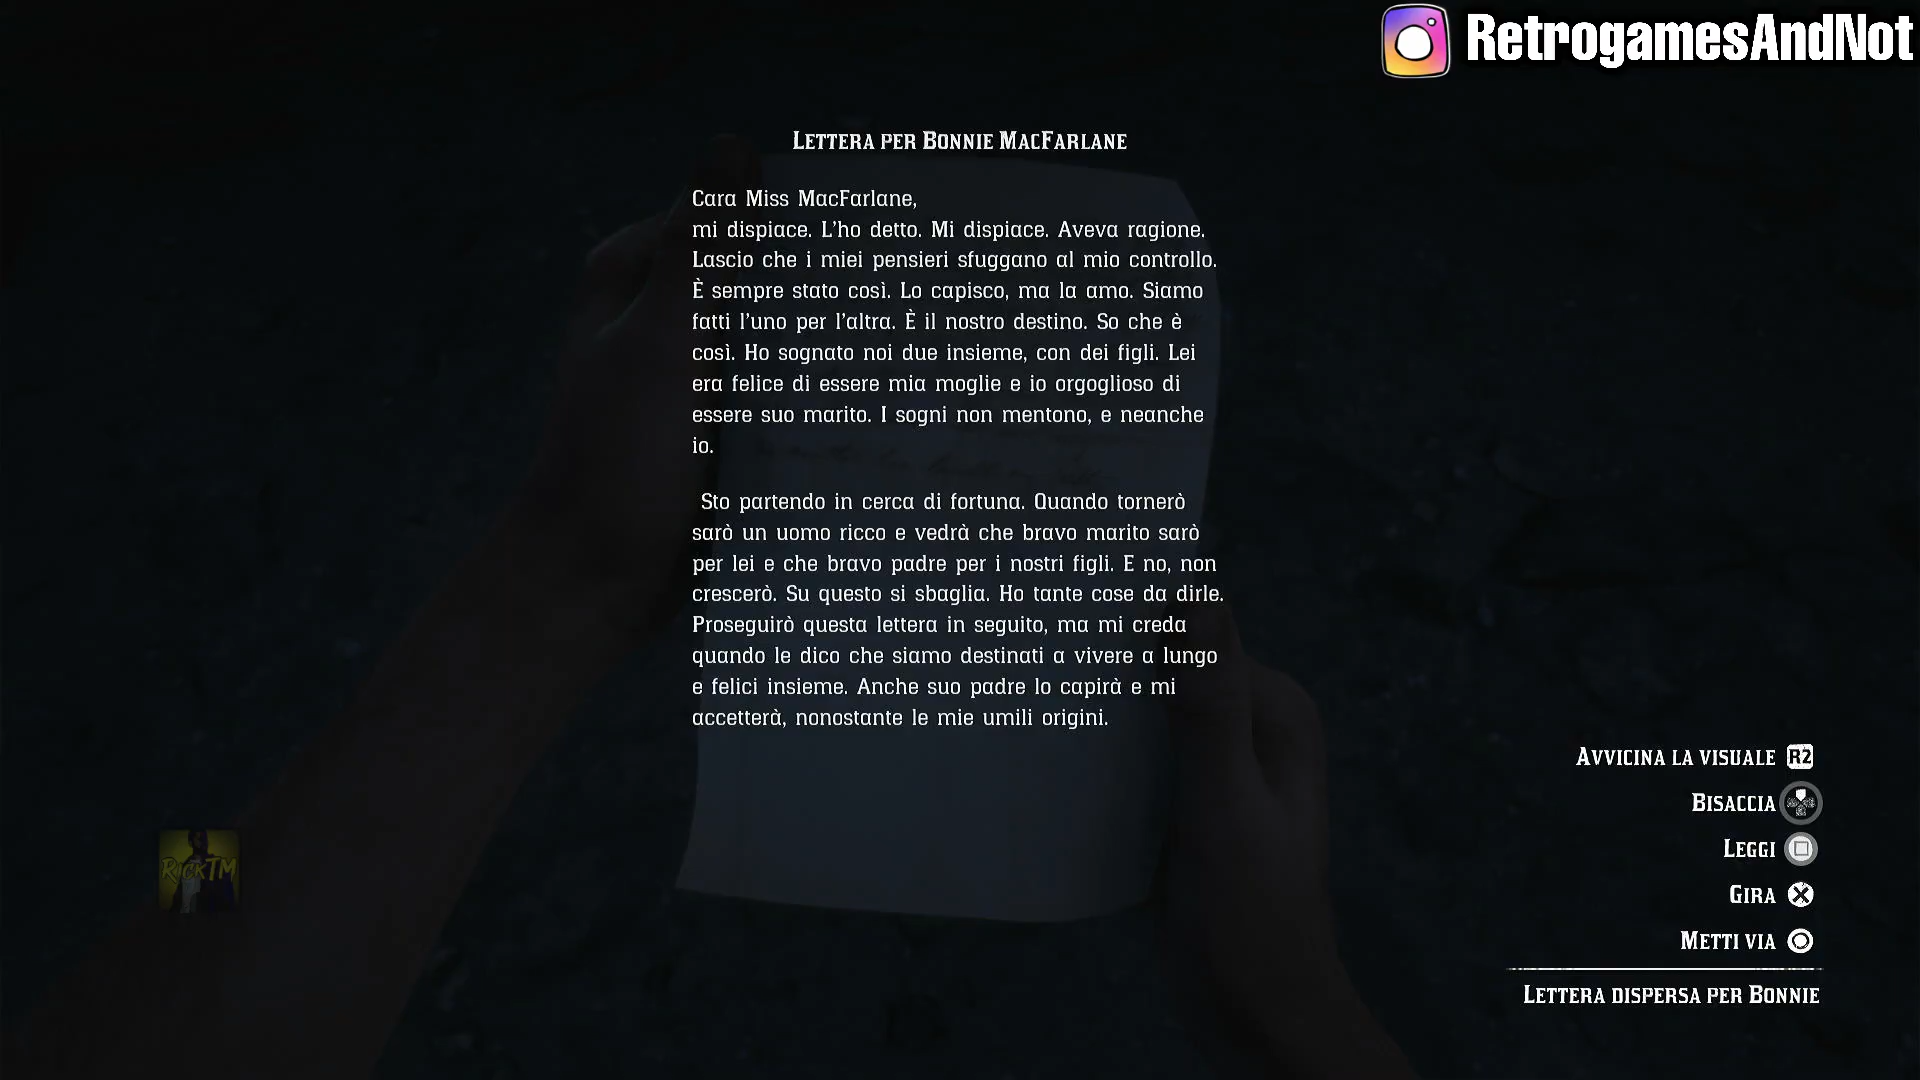 RetrogamesAndNot
Lettera per Bonnie MacFarlane
Cara Miss MacFarlane,
mi dispiace. L'ho detto. Mi dispiace. Aveva ragione.
Lascio che i miei pensieri sfuggano al mio controllo.
È sempre stato così. Lo capisco, ma la amo. Siamo
fatti l'uno per l'altra. È il nostro destino. So che è
così. Ho sognato noi due insieme, con dei figli. Lei
era felice di essere mia moglie e io orgoglioso di
essere suo marito. I sogni non mentono, e neanche
io.
Sto partendo in cerca di fortuna. Quando tornerò
sarò un uomo ricco e vedrà che bravo marito sarò
per lei e che bravo padre per i nostri figli. E no, non
crescerò. Su questo si sbaglia. Ho tante cose da dirle.
Proseguirò questa lettera in seguito, ma mi creda
quando le dico che siamo destinati a vivere a lungo
e felici insieme. Anche suo padre lo capirà e mi
accetterà, nonostante le mie umili origini.
Avvicina la visuale R2
Bisaccia
Leggi
Gira
Metti via
Lettera dispersa per Bonnie
RickTM